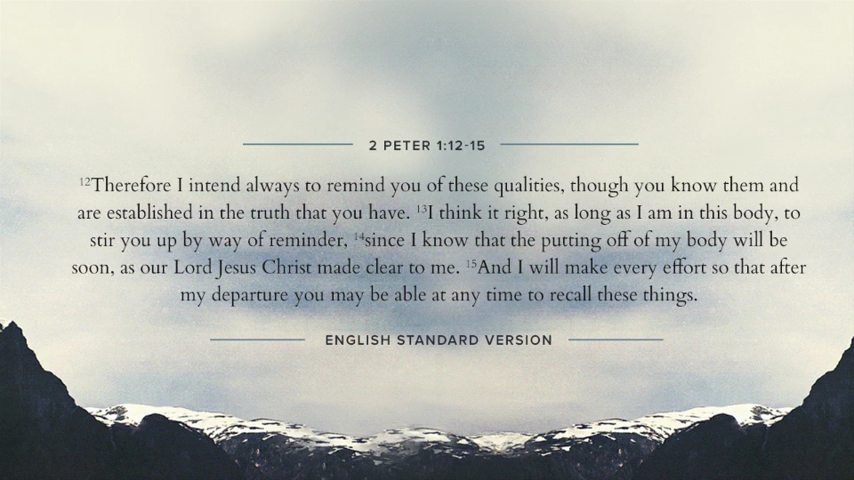 2 PETER 1:12-15
¹²Therefore I intend always to remind you of these qualities, though you know them and
are established in the truth that you have. ¹³I think it right, as long as I am in this body, to
stir you up by way of reminder, ¹⁴since I know that the putting off of my body will be
soon, as our Lord Jesus Christ made clear to me. ¹⁵And I will make every effort so that after
my departure you may be able at any time to recall these things.
ENGLISH STANDARD VERSION